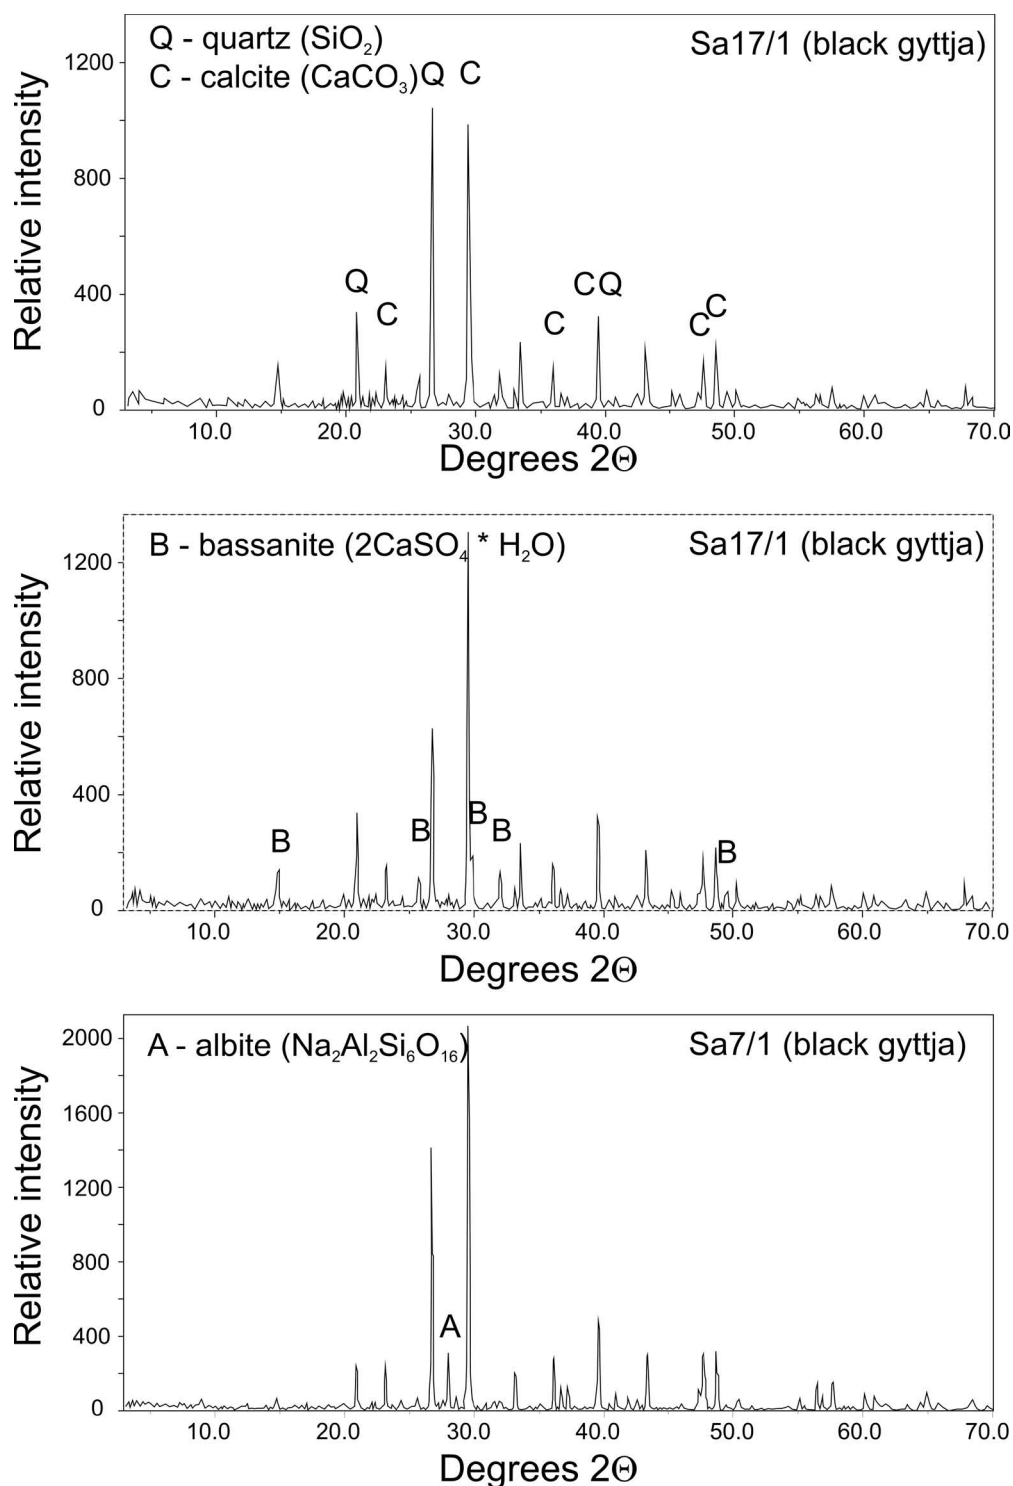 Q - quartz (SiO₂)
Sa17/1 (black gyttja)
C - calcite (CaCO₃)
Q C
Relative intensity
1200
800
400
0
Q
C
C
C Q
C
C
10.0 20.0 30.0 40.0 50.0 60.0 70.0
Degrees 2Θ
B - bassanite (2CaSO₄ * H₂O)
Sa17/1 (black gyttja)
Relative intensity
1200
800
400
0
B
B
B
B
B
10.0 20.0 30.0 40.0 50.0 60.0 70.0
Degrees 2Θ
A - albite (Na₂Al₂Si₆O₁₆)
Sa7/1 (black gyttja)
Relative intensity
2000
1600
1200
800
400
0
A
10.0 20.0 30.0 40.0 50.0 60.0 70.0
Degrees 2Θ